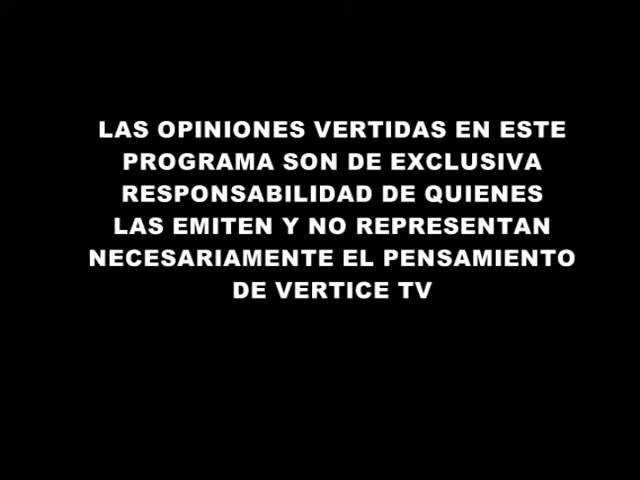 LAS OPINIONES VERTIDAS EN ESTE
PROGRAMA SON DE EXCLUSIVA
RESPONSABILIDAD DE QUIENES
LAS EMITEN Y NO REPRESENTAN
NECESARIAMENTE EL PENSAMIENTO
DE VERTICE TV